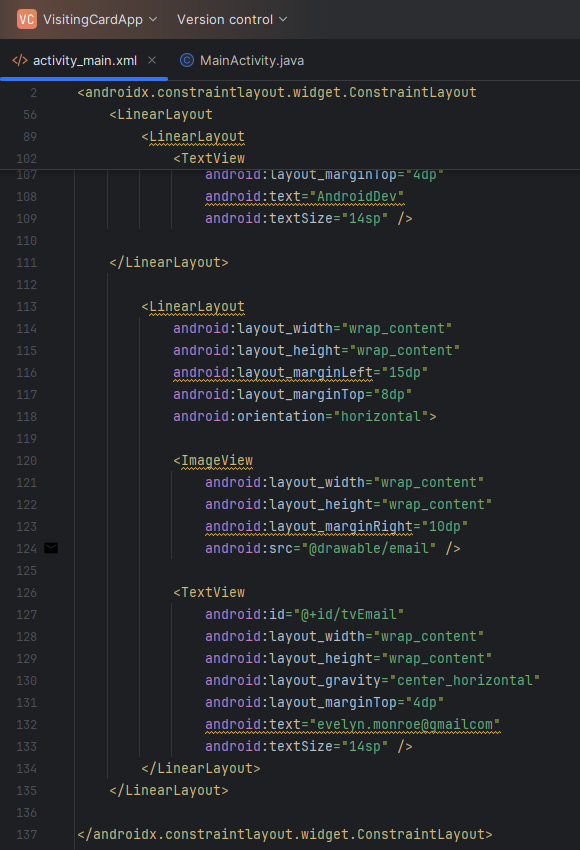 VC VisitingCardApp Version control
activity_main.xml MainActivity.java
2 <androidx.constraintlayout.widget.ConstraintLayout
56 <LinearLayout
89 <LinearLayout
102 <TextView
107 android:layout_marginTop="4dp"
108 android:text="AndroidDev"
109 android:textSize="14sp" />
110
111 </LinearLayout>
112
113 <LinearLayout
114 android:layout_width="wrap_content"
115 android:layout_height="wrap_content"
116 android:layout_marginLeft="15dp"
117 android:layout_marginTop="8dp"
118 android:orientation="horizontal">
119
120 <ImageView
121 android:layout_width="wrap_content"
122 android:layout_height="wrap_content"
123 android:layout_marginRight="10dp"
124 android:src="@drawable/email" />
125
126 <TextView
127 android:id="@+id/tvEmail"
128 android:layout_width="wrap_content"
129 android:layout_height="wrap_content"
130 android:layout_gravity="center_horizontal"
131 android:layout_marginTop="4dp"
132 android:text="evelyn.monroe@gmailcom"
133 android:textSize="14sp" />
134 </LinearLayout>
135 </LinearLayout>
136
137 </androidx.constraintlayout.widget.ConstraintLayout>